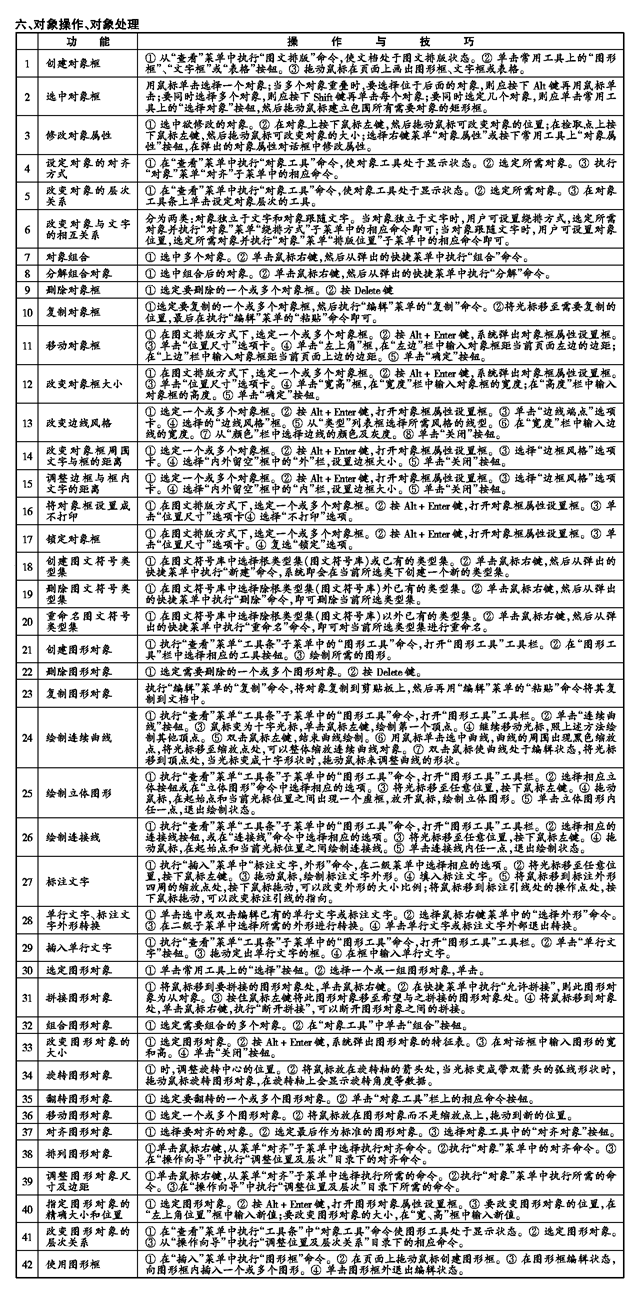 六、对象操作、对象处理
功 能 操 作 与 技 巧
1 创建对象框 ① 从“查看”菜单中执行“图文排版”命令,使文档处于图文排版状态。② 单击常用工具上的“图形
框”、“文字框”或“表格”按钮。③ 拖动鼠标在页面上画出图形框、文字框或表格。
2 选中对象框 用鼠标单击选择一个对象;当多个对象重叠时,要选择位于后面的对象,则应按下 Alt 键再用鼠标单
击;要同时选择多个对象,则应按下 Shift 键再单击每个对象;要同时选定几个对象,则应单击常用工
具上的“选择对象”按钮,然后拖动鼠标建立包围所有需要对象的矩形框。
3 修改对象属性 ① 选中欲修改的对象。② 在对象上按下鼠标左键,然后拖动鼠标可改变对象的位置;在捡取点上按
下鼠标左键,然后拖动鼠标可改变对象的大小;选择右键菜单“对象属性”或按下常用工具上“对象属
性”按钮,在弹出的对象属性对话框中修改属性。
4 设定对象的对齐
方式 ① 在“查看”菜单中执行“对象工具”命令,使对象工具处于显示状态。② 选定所需对象。③ 执行
“对象”菜单“对齐”子菜单中的相应命令。
5 改变对象的层次
关系 ① 在“查看”菜单中执行“对象工具”命令,使对象工具处于显示状态。② 选定所需对象。③ 在对象
工具条上单击设定对象层次的工具。
6 改变对象与文字
的相互关系 分为两类:对象独立于文字和对象跟随文字。当对象独立于文字时,用户可设置绕排方式,选定所需
对象并执行“对象”菜单“绕排方式”子菜单中的相应命令即可;当对象跟随文字时,用户可设置对象
位置,选定所需对象并执行“对象”菜单“排版位置”子菜单中的相应命令即可。
7 对象组合 ① 选中多个对象。② 单击鼠标右键,然后从弹出的快捷菜单中执行“组合”命令。
8 分解组合对象 ① 选中组合后的对象。② 单击鼠标右键,然后从弹出的快捷菜单中执行“分解”命令。
9 删除对象框 ① 选定要删除的一个或多个对象框。② 按 Delete 键
10 复制对象框 ①选定要复制的一个或多个对象框,然后执行“编辑”菜单的“复制”命令。②将光标移至需要复制的
位置,最后在执行“编辑”菜单的“粘贴”命令即可。
11 移动对象框 ① 在图文排版方式下,选定一个或多个对象框。② 按 Alt + Enter 键,系统弹出对象框属性设置框。
③ 单击“位置尺寸”选项卡。④ 单击“左上角”框,在“左边”栏中输入对象框距当前页面左边的边距;
在“上边”栏中输入对象框距当前页面上边的边距。⑤ 单击“确定”按钮。
12 改变对象框大小 ① 在图文排版方式下,选定一个或多个对象框。② 按 Alt + Enter 键,系统弹出对象框属性设置框。
③ 单击“位置尺寸”选项卡。④ 单击“宽高”框,在“宽度”栏中输入对象框的宽度;在“高度”栏中输入
对象框的高度。⑤ 单击“确定”按钮。
13 改变边线风格 ① 选定一个或多个对象框。② 按 Alt + Enter 键,打开对象框属性设置框。③ 单击“边线端点”选项
卡。④ 选择的“边线风格”框。⑤ 从“类型”列表框选择所需风格的线型。⑥ 在“宽度”栏中输入边
线的宽度。⑦ 从“颜色”栏中选择边线的颜色及灰度。⑧ 单击“关闭”按钮。
14 改变对象框周围
文字与框的距离 ① 选定一个或多个对象框。② 按 Alt + Enter 键,打开对象框属性设置框。③ 选择“边框风格”选项
卡。④ 选择“内外留空”框中的“外”栏,设置边框大小。⑤ 单击“关闭”按钮。
15 调整边框与框内
文字的距离 ① 选定一个或多个对象框。② 按 Alt + Enter 键,打开对象框属性设置框。③ 选择“边框风格”选项
卡。④ 选择“内外留空”框中的“内”栏,设置边框大小。⑤ 单击“关闭”按钮。
16 将对象框设置成
不打印 ① 在图文排版方式下,选定一个或多个对象框。② 按 Alt + Enter 键,打开对象框属性设置框。③ 单
击“位置尺寸”选项卡④ 选择“不打印”选项。
17 锁定对象框 ① 在图文排版方式下,选定一个或多个对象框。② 按 Alt + Enter 键,打开对象框属性设置框。③ 单
击“位置尺寸”选项卡。④ 复选“锁定”选项。
18 创建图文符号类
型集 ① 在图文符号库中选择根类型集(图文符号库)或已有的类型集。② 单击鼠标右键,然后从弹出的
快捷菜单中执行“新建”命令,系统即会在当前所选类下创建一个新的类型集。
19 删除图文符号类
型集 ① 在图文符号库中选择除根类型集(图文符号库)外已有的类型集。② 单击鼠标右键,然后从弹出
的快捷菜单中执行“删除”命令,即可删除当前所选类型集。
20 重命名图文符号
类型集 ① 在图文符号库中选择除根类型集(图文符号库)以外已有的类型集。② 单击鼠标右键,然后从弹
出的快捷菜单中执行“重命名”命令,即可对当前所选类型集进行重命名。
21 创建图形对象 ① 执行“查看”菜单“工具条”子菜单中的“图形工具”命令,打开“图形工具”工具栏。② 在“图形工
具”栏中选择相应的工具按钮。③ 绘制所需的图形。
22 删除图形对象 ① 选定需要删除的一个或多个图形对象。② 按 Delete 键。
23 复制图形对象 执行“编辑”菜单的“复制”命令,将对象复制到剪贴板上,然后再用“编辑”菜单的“粘贴”命令将其复
制到文档中。
24 绘制连续曲线 ① 执行“查看”菜单“工具条”子菜单中的“图形工具”命令,打开“图形工具”工具栏。② 单击“连续曲
线”按钮。③ 鼠标变为十字光标,单击鼠标左键,绘制第一个顶点。④ 继续移动光标,照上述方法绘
制其他顶点。⑤ 双击鼠标左键,结束曲线绘制。⑥ 用鼠标单击选中曲线,曲线的周围出现黑色缩放
点,将光标移至缩放点处,可以整体缩放连续曲线对象。⑦ 双击鼠标使曲线处于编辑状态,将光标
移到顶点处,当光标变成十字形状时,拖动鼠标来调整曲线的形状。
25 绘制立体图形 ① 执行“查看”菜单“工具条”子菜单中的“图形工具”命令,打开“图形工具”工具栏。② 选择相应立
体按钮或在“立体图形”命令中选择相应的选项。③ 将光标移至任意位置,按下鼠标左键。④ 拖动
鼠标,在起始点和当前光标位置之间出现一个虚框,放开鼠标,绘制立体图形。⑤ 单击立体图形内
任一点,退出绘制状态。
26 绘制连接线 ① 执行“查看”菜单“工具条”子菜单中的“图形工具”命令,打开“图形工具”工具栏。② 选择相应的
连接线按钮,或在“连接线”命令中选择相应的选项。③ 将光标移至任意位置,按下鼠标左键。④ 拖
动鼠标,在起始点和当前光标位置之间绘制连接线。⑤ 单击连接线内任一点,退出绘制状态。
27 标注文字 ① 执行“插入”菜单中“标注文字,外形”命令,在二级菜单中选择相应的选项。② 将光标移至任意位
置,按下鼠标左键。③ 拖动鼠标,绘制标注文字外形。④ 填入标注文字。⑤ 将鼠标移到标注外形
四周的缩放点处,按下鼠标拖动,可以改变外形的大小比例;将鼠标移到标注引线处的操作点处,按
下鼠标拖动,可以改变标注引线的指向。
28 单行文字、标注文
字外形转换 ① 单击选中或双击编辑已有的单行文字或标注文字。② 选择鼠标右键菜单中的“选择外形”命令。
③ 在二级子菜单中选择所需的外形进行转换。④ 单击单行文字或标注文字外部退出转换。
29 插入单行文字 ① 执行“查看”菜单“工具条”子菜单中的“图形工具”命令,打开“图形工具”工具栏。② 单击“单行文
字”按钮。③ 拖动定出单行文字的框。④ 在框中输入单行文字。
30 选定图形对象 ① 单击常用工具上的“选择”按钮。② 选择一个或一组图形对象,单击。
31 拼接图形对象 ① 将鼠标移到要拼接的图形对象处,单击鼠标右键。② 在快捷菜单中执行“允许拼接”,则此图形对
象为从对象。③ 按住鼠标左键将此图形对象移至希望与之拼接的图形对象处。④ 将鼠标移到对象
处,单击鼠标右键,执行“断开拼接”,可以断开图形对象之间的拼接。
32 组合图形对象 ① 选定需要组合的多个对象。② 在“对象工具”中单击“组合”按钮。
33 改变图形对象的
大小 ① 选定图形对象。② 按 Alt + Enter 键,系统弹出图形对象的特征表。③ 在对话框中输入图形的宽
和高。④ 单击“关闭”按钮。
34 旋转图形对象 ① 时,调整旋转中心的位置。② 将鼠标放在旋转轴的箭头处,当光标变成带双箭头的弧线形状时,
拖动鼠标旋转图形对象,在旋转轴上会显示旋转角度等数据。
35 翻转图形对象 ① 选定要翻转的一个或多个图形对象。② 单击“对象工具”栏上的相应命令按钮。
36 移动图形对象 ① 选定一个或多个图形对象。② 将鼠标放在图形对象而不是缩放点上,拖动到新的位置。
37 对齐图形对象 ① 选择要对齐的对象。② 选定最后作为标准的图形对象。③ 选择对象工具中的“对齐对象”按钮。
38 排列图形对象 ① 单击鼠标右键,从菜单“对齐”子菜单中选择执行对齐命令。②执行“对象”菜单中的对齐命令。③
在“操作向导”中执行“调整位置及层次”目录下的对齐命令。
39 调整图形对象尺
寸及边距 ①单击鼠标右键,从菜单“对齐”子菜单中选择执行所需的命令。②执行“对象”菜单中执行所需的命
令。③在“操作向导”中执行“调整位置及层次”目录下所需的命令。
40 指定图形对象的
精确大小和位置 ① 选定图形对象。② 按 Alt + Enter 键,打开图形对象属性设置框。③ 要改变图形对象的位置,在
“左上角位置”框中输入新值;要改变图形对象的大小,在“宽、高”框中输入新值。
41 改变图形对象的
层次关系 ① 在“查看”菜单中执行“工具条”中“对象工具”命令使图形工具处于显示状态。② 选定图形对象。
③ 从“操作向导”中执行“调整位置及层次关系”目录下的相应命令。
42 使用图形框 ① 在“插入”菜单中执行“图形框”命令。② 在页面上拖动鼠标创建图形框。③ 在图形框编辑状态,
向图形框内插入一个或多个图形。④ 单击图形框外退出编辑状态。